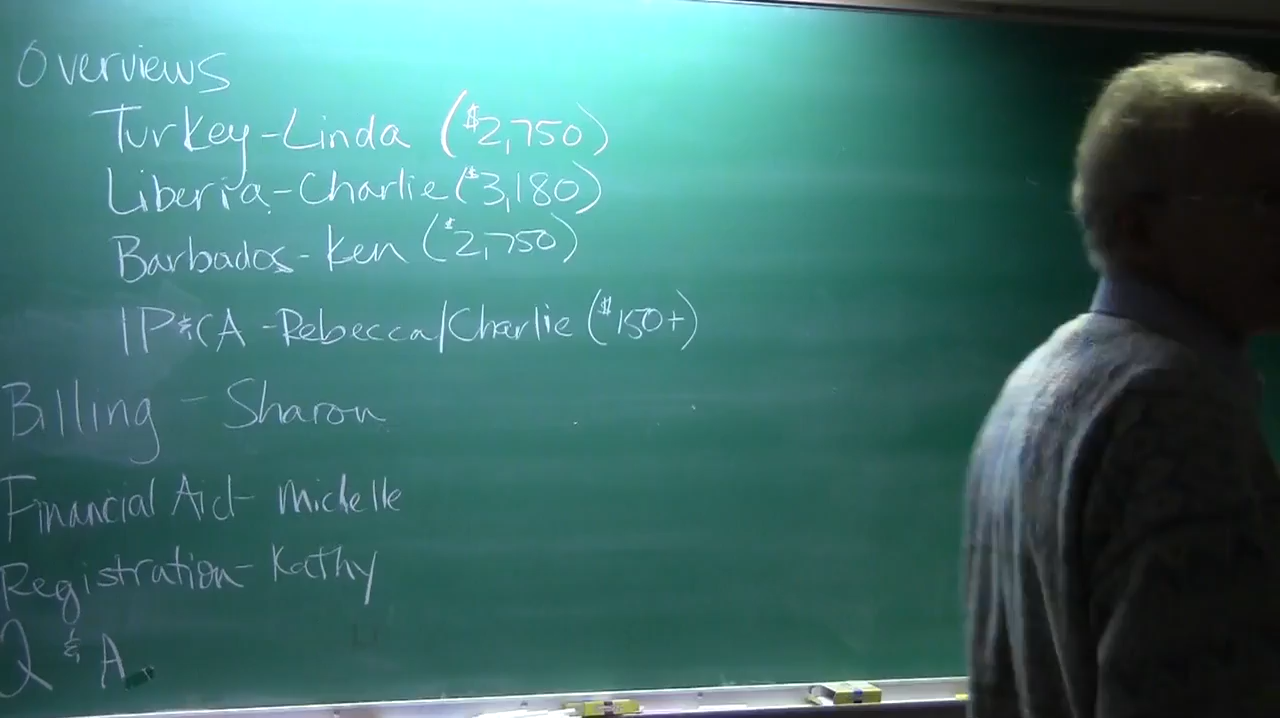 Overviews
Turkey-Linda ($2,750)
Liberia-Charlie ($3,180)
Barbados-Ken ($2,750)
IP&CA-Rebecca/Charlie ($150+)
Billing - Sharon
Financial Aid- Michelle
Registration- Kathy
Q & A